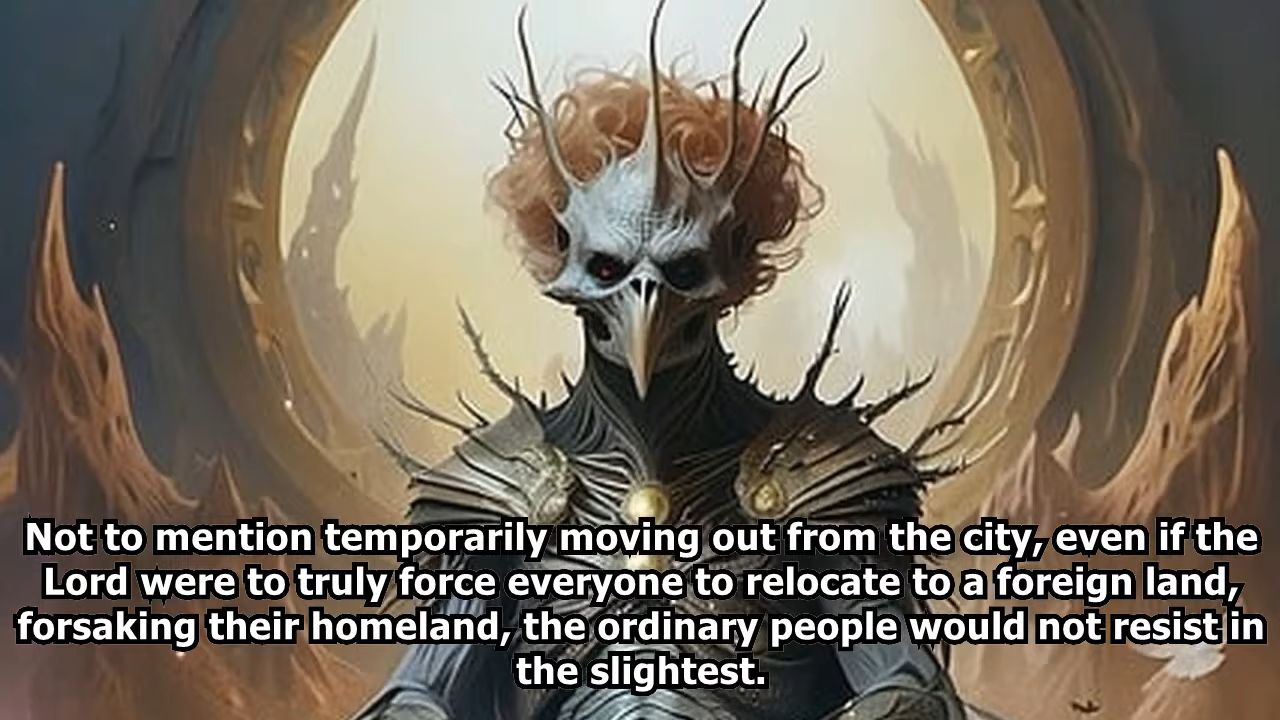 Not to mention temporarily moving out from the city, even if the
Lord were to truly force everyone to relocate to a foreign land,
forsaking their homeland, the ordinary people would not resist in
the slightest.